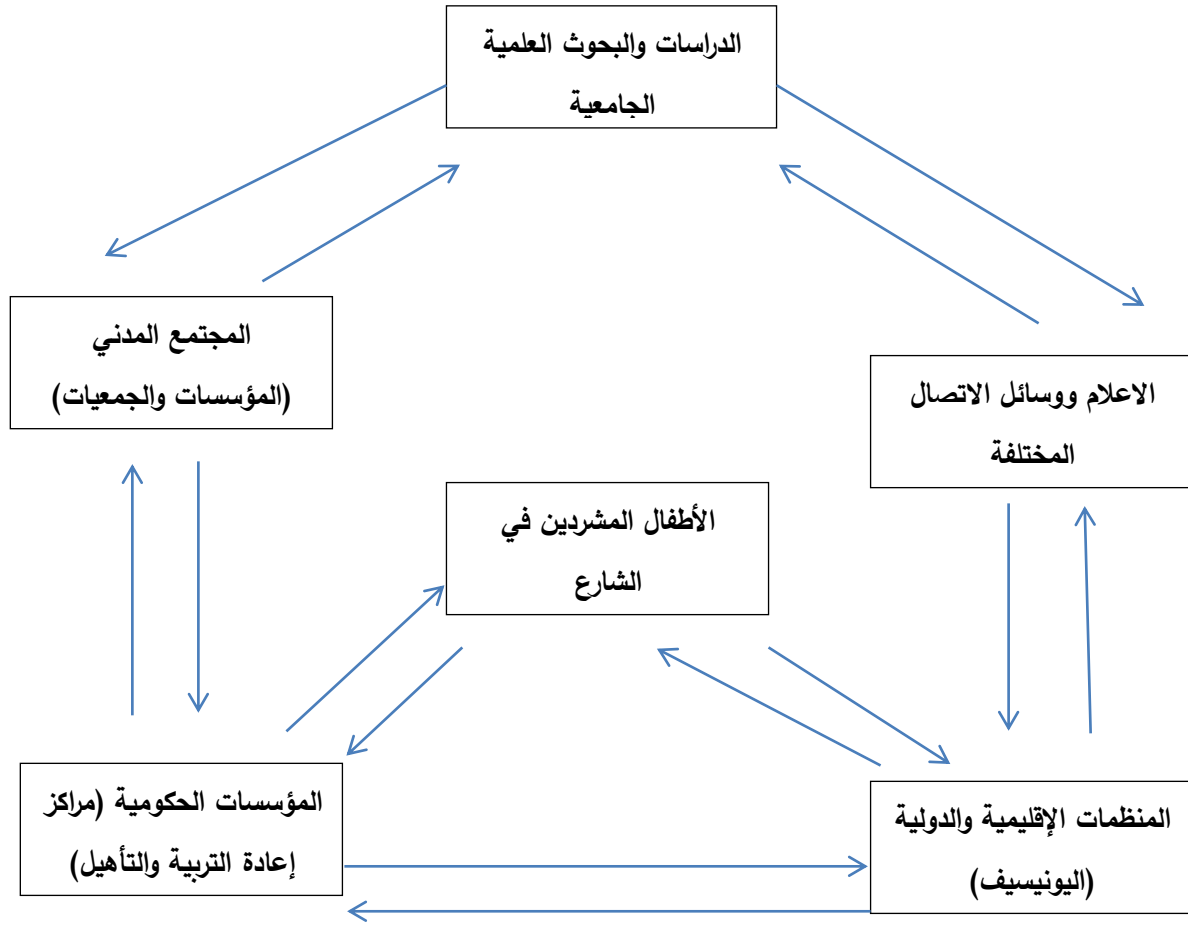 الدراسات والبحوث العلمية
الجامعية
المجتمع المدني
(المؤسسات والجمعيات)
الاعلام ووسائل الاتصال
المختلفة
الأطفال المشردين في
الشارع
المؤسسات الحكومية (مراكز
إعادة التربية والتأهيل)
المنظمات الإقليمية والدولية
(اليونيسيف)